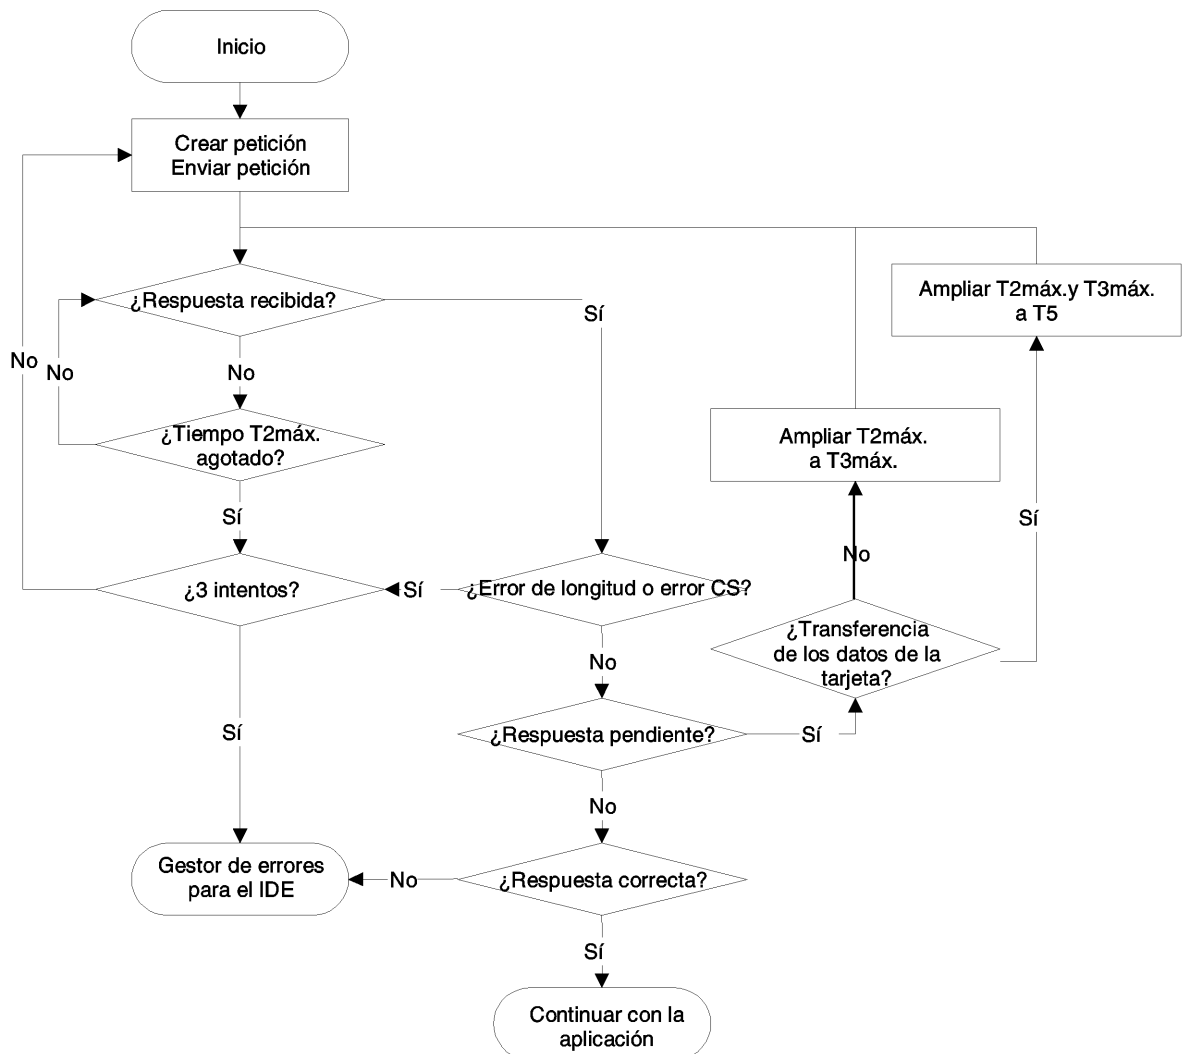 Inicio
Crear petición
Enviar petición
¿Respuesta recibida?
Sí
Ampliar T2máx.y T3máx.
a T5
No
No
No
¿Tiempo T2máx.
agotado?
Ampliar T2máx.
a T3máx.
Sí
Sí
No
¿3 intentos?
Sí
¿Error de longitud o error CS?
¿Transferencia
de los datos de la
tarjeta?
No
Sí
¿Respuesta pendiente?
Sí
No
Gestor de errores
para el IDE
No
¿Respuesta correcta?
Sí
Continuar con la
aplicación